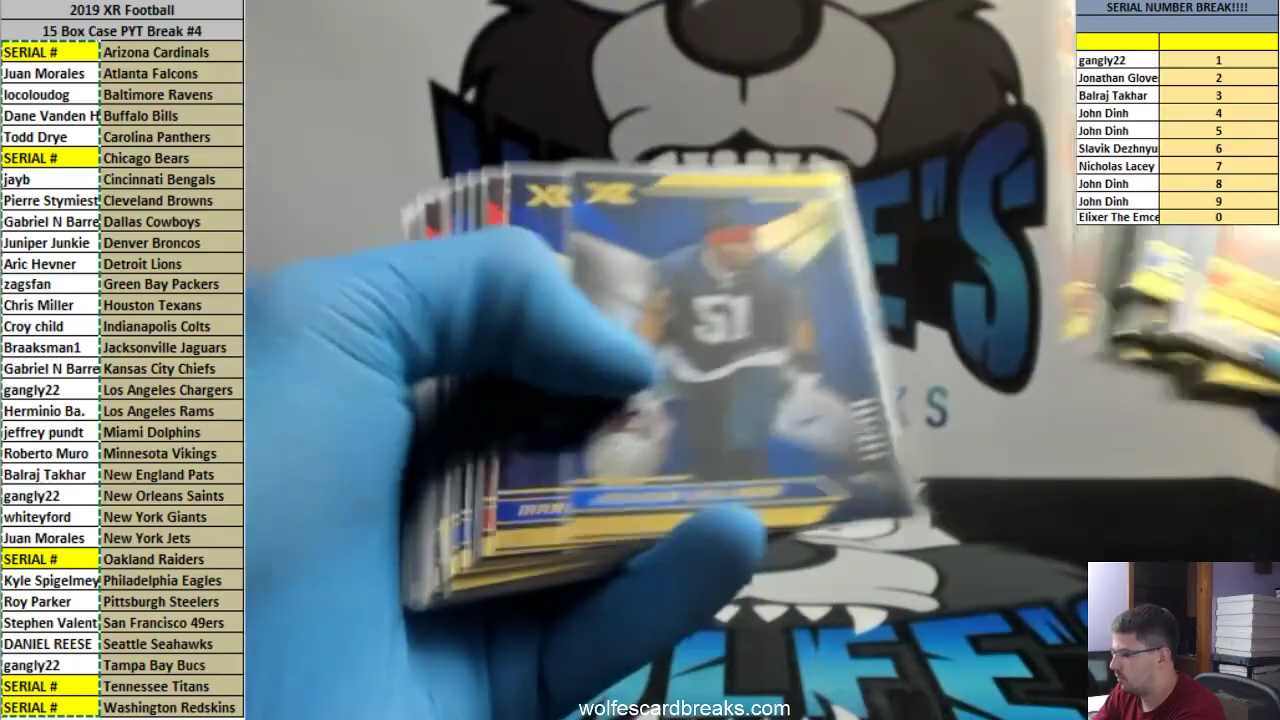 2019 XR Football
15 Box Case PYT Break #4
SERIAL # Arizona Cardinals
Juan Morales Atlanta Falcons
locoloudog Baltimore Ravens
Dane Vanden H Buffalo Bills
Todd Drye Carolina Panthers
SERIAL # Chicago Bears
jayb Cincinnati Bengals
Pierre Stymiest Cleveland Browns
Gabriel N Barre Dallas Cowboys
Juniper Junkie Denver Broncos
Aric Hevner Detroit Lions
zagsfan Green Bay Packers
Chris Miller Houston Texans
Croy child Indianapolis Colts
Braaksman1 Jacksonville Jaguars
Gabriel N Barre Kansas City Chiefs
gangly22 Los Angeles Chargers
Herminio Ba. Los Angeles Rams
jeffrey pundt Miami Dolphins
Roberto Muro Minnesota Vikings
Balraj Takhar New England Pats
gangly22 New Orleans Saints
whiteyford New York Giants
Juan Morales New York Jets
SERIAL # Oakland Raiders
Kyle Spigelmey Philadelphia Eagles
Roy Parker Pittsburgh Steelers
Stephen Valent San Francisco 49ers
DANIEL REESE Seattle Seahawks
gangly22 Tampa Bay Bucs
SERIAL # Tennessee Titans
SERIAL # Washington Redskins
SERIAL NUMBER BREAK!!!!
gangly22 1
Jonathan Glove 2
Balraj Takhar 3
John Dinh 4
John Dinh 5
Slavik Dezhnyu 6
Nicholas Lacey 7
John Dinh 8
John Dinh 9
Elixer The Emce 0
XR
XR
51
wolfescardbreaks.com